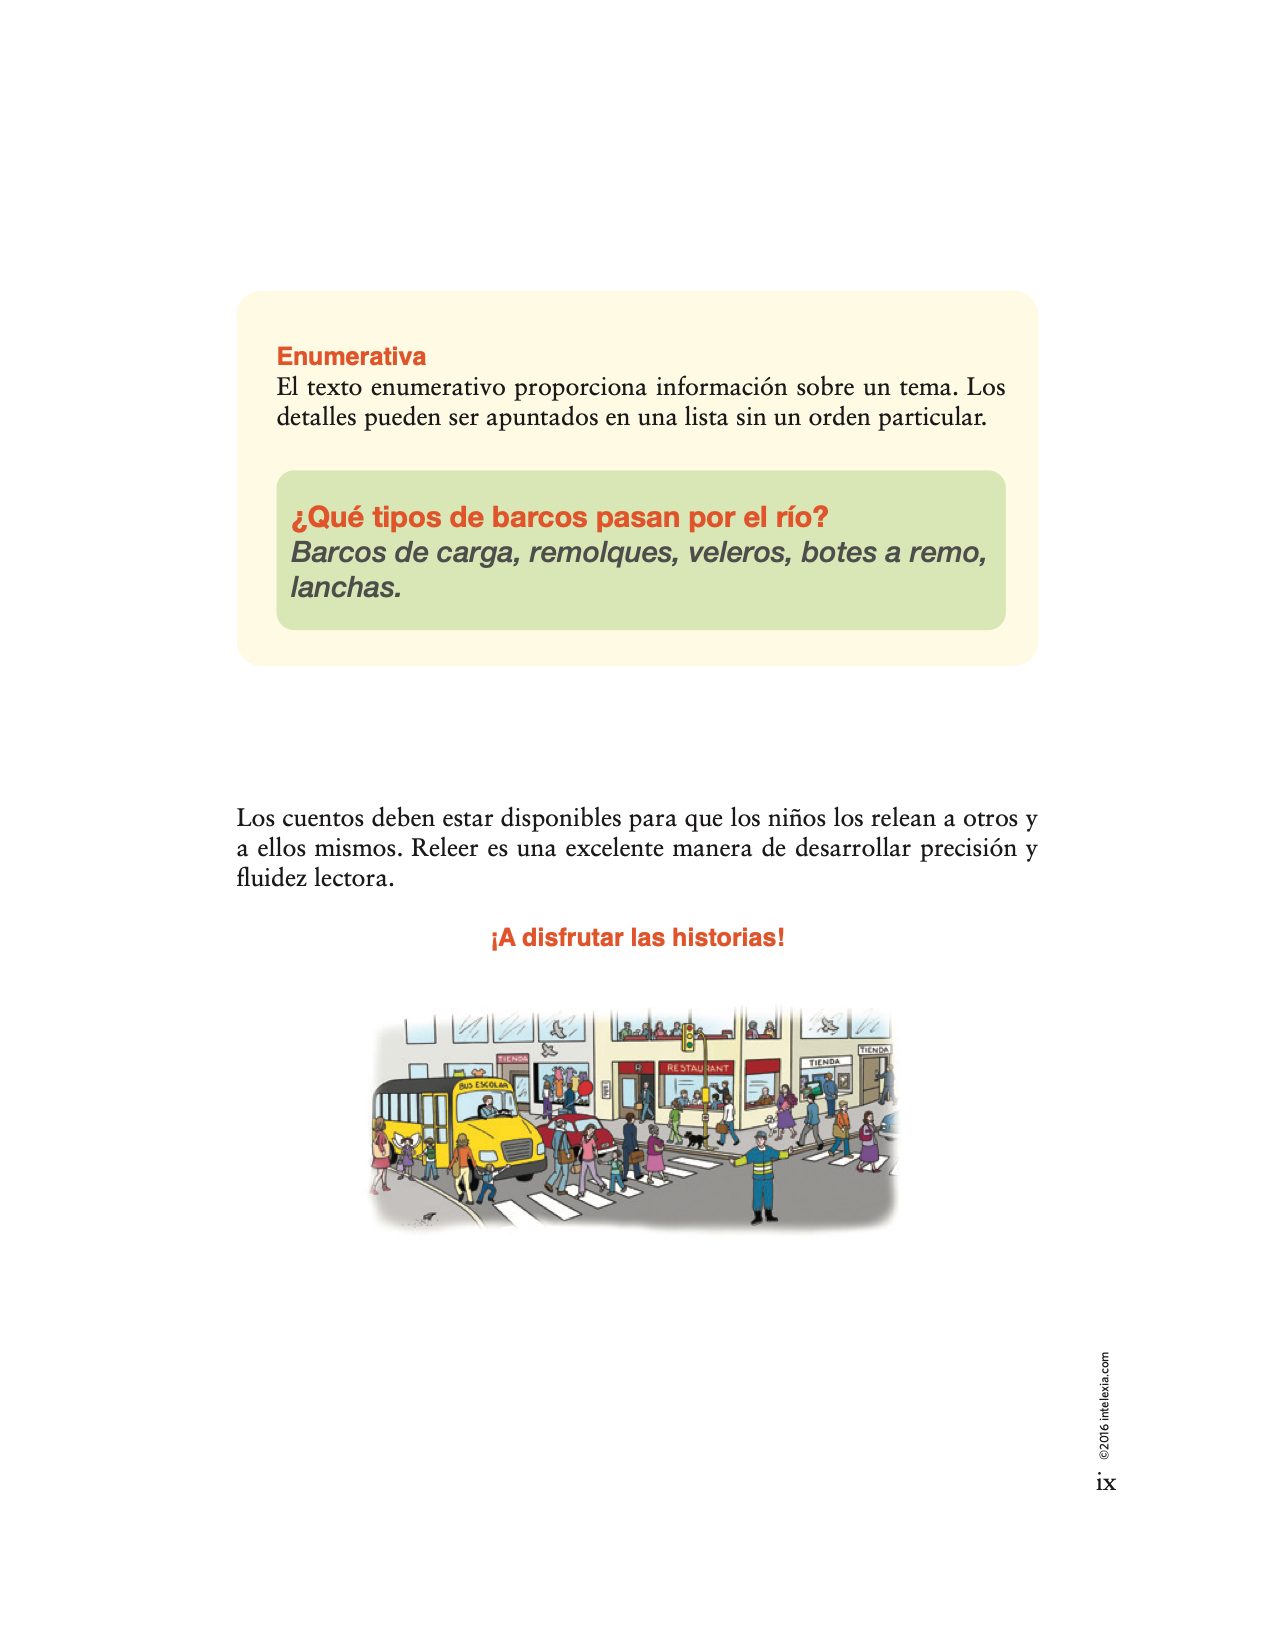 Enumerativa
El texto enumerativo proporciona información sobre un tema. Los
detalles pueden ser apuntados en una lista sin un orden particular.
¿Qué tipos de barcos pasan por el río?
Barcos de carga, remolques, veleros, botes a remo,
lanchas.
Los cuentos deben estar disponibles para que los niños los relean a otros y
a ellos mismos. Releer es una excelente manera de desarrollar precisión y
fluidez lectora.
¡A disfrutar las historias!
TIENDA
BUS ESCOLAR
RESTAURANT
TIENDA
TIENDA
©2016 intelexia.com
ix